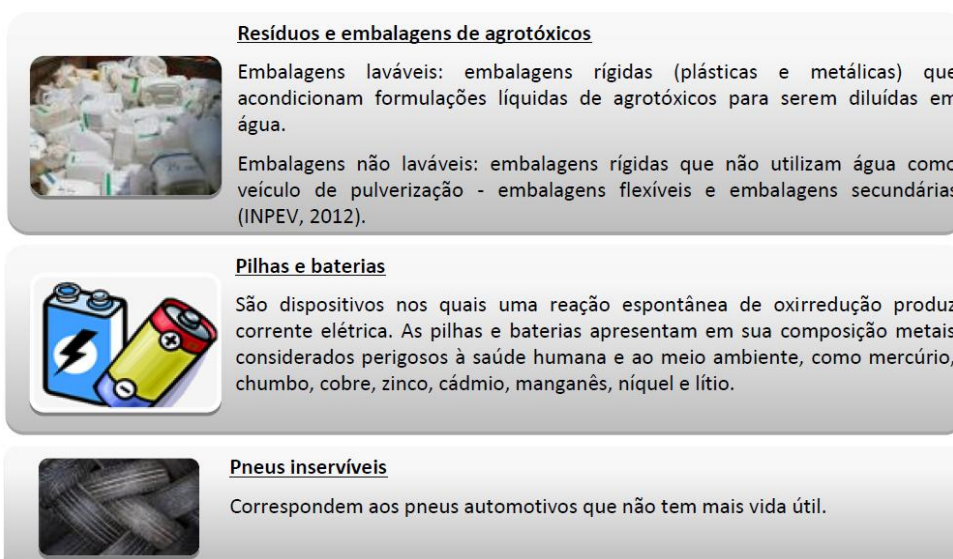 Resíduos e embalagens de agrotóxicos
Embalagens laváveis: embalagens rígidas (plásticas e metálicas) que
acondicionam formulações líquidas de agrotóxicos para serem diluídas em
água.
Embalagens não laváveis: embalagens rígidas que não utilizam água como
veículo de pulverização - embalagens flexíveis e embalagens secundárias
(INPEV, 2012).
Pilhas e baterias
São dispositivos nos quais uma reação espontânea de oxirredução produz
corrente elétrica. As pilhas e baterias apresentam em sua composição metais
considerados perigosos à saúde humana e ao meio ambiente, como mercúrio,
chumbo, cobre, zinco, cádmio, manganês, níquel e lítio.
Pneus inservíveis
Correspondem aos pneus automotivos que não tem mais vida útil.